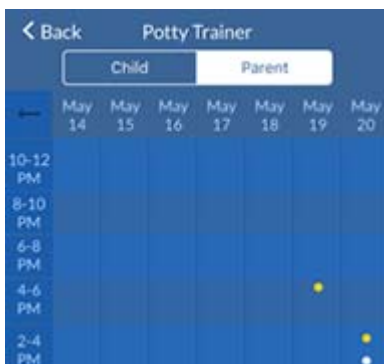 Back Potty Trainer
Child Parent
May May May May May May May
14 15 16 17 18 19 20
10-12
PM
8-10
PM
6-8
PM
4-6
PM
2-4
PM